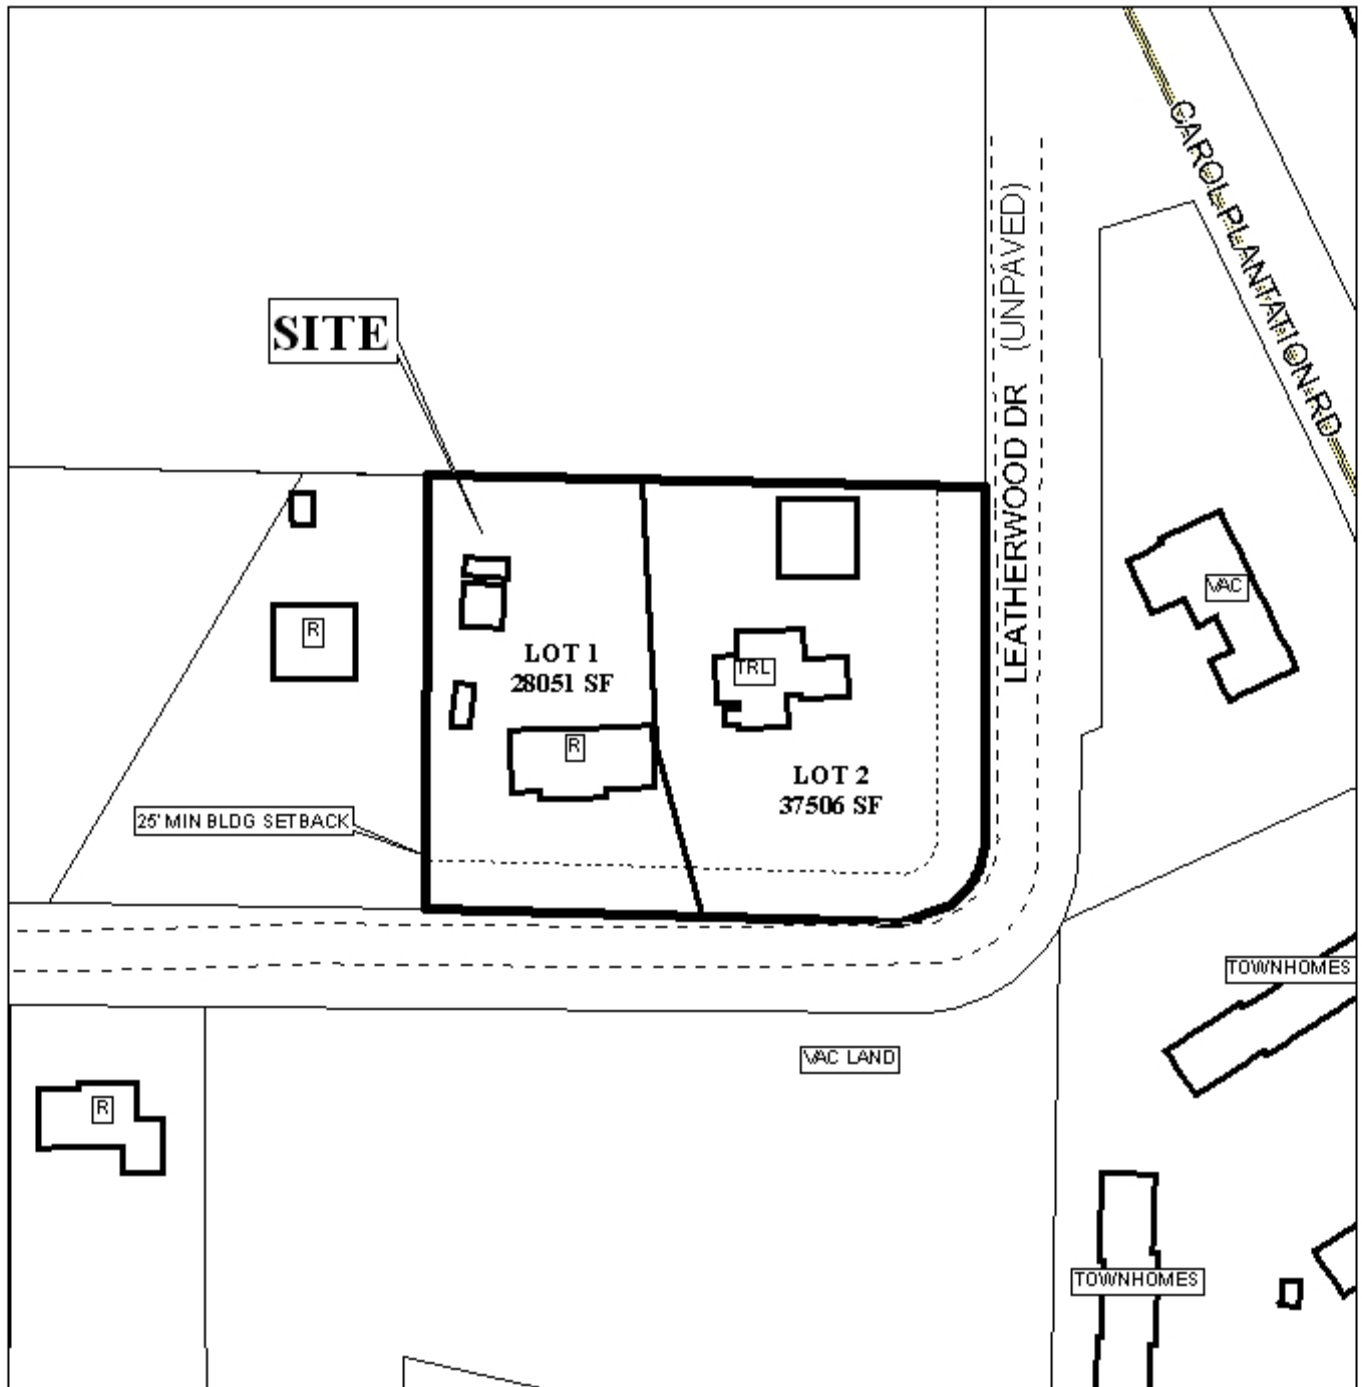 CAROL PLANTATION RD
(UNPAVED)
LEATHERWOOD DR
SITE
VAC
R
LOT 1
28051 SF
TRL
R
LOT 2
37506 SF
25' MIN BLDG SETBACK
TOWNHOMES
VAC LAND
R
TOWNHOMES